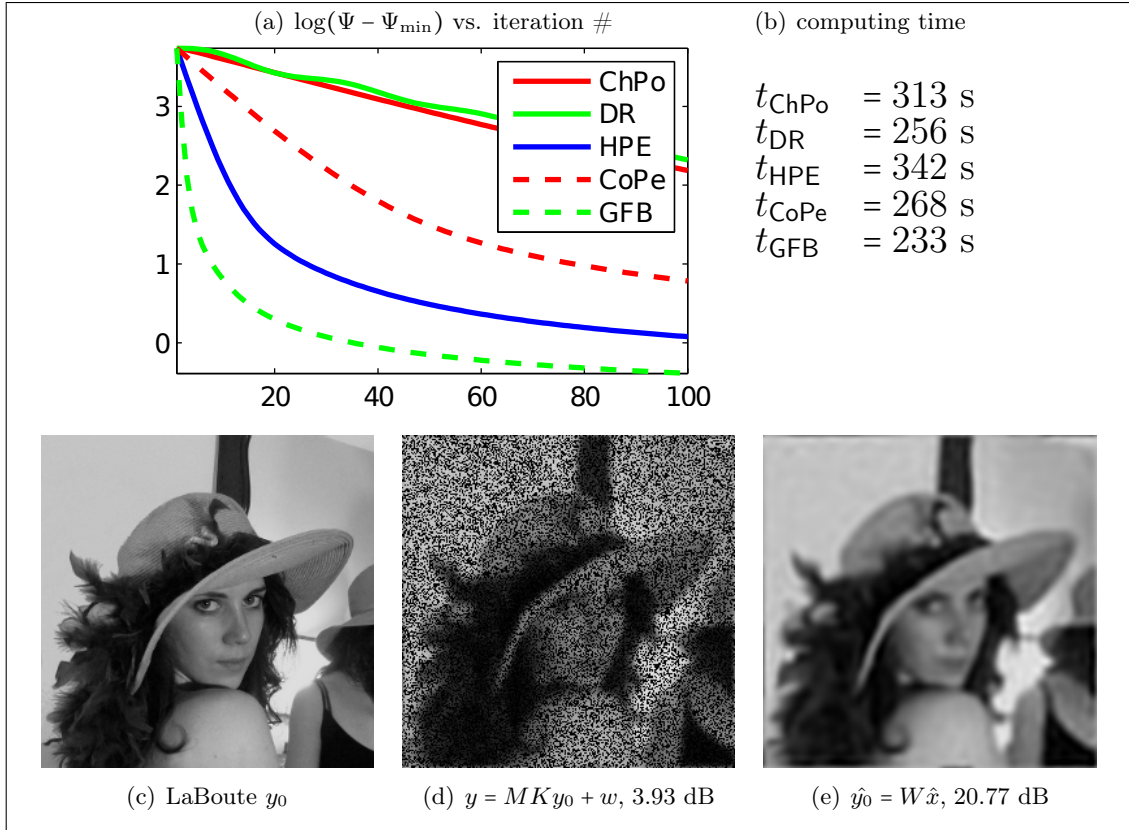 (a) log(Ψ − Ψmin) vs. iteration #
(b) computing time
3
2
1
0
20
40
60
80
100
ChPo
DR
HPE
CoPe
GFB
tChPo = 313 s
tDR = 256 s
tHPE = 342 s
tCoPe = 268 s
tGFB = 233 s
(c) LaBoute y0
(d) y = MKy0 + w, 3.93 dB
(e) ŷ0 = Wx̂, 20.77 dB